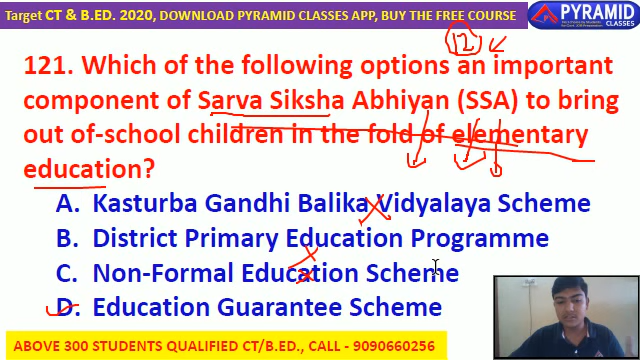 Target CT & B.ED. 2020, DOWNLOAD PYRAMID CLASSES APP, BUY THE FREE COURSE
PYRAMID
CLASSES
12
121. Which of the following options an important
component of Sarva Siksha Abhiyan (SSA) to bring
out of-school children in the fold of elementary
education?
A. Kasturba Gandhi Balika Vidyalaya Scheme
B. District Primary Education Programme
C. Non-Formal Education Scheme
D. Education Guarantee Scheme
ABOVE 300 STUDENTS QUALIFIED CT/B.ED., CALL - 9090660256